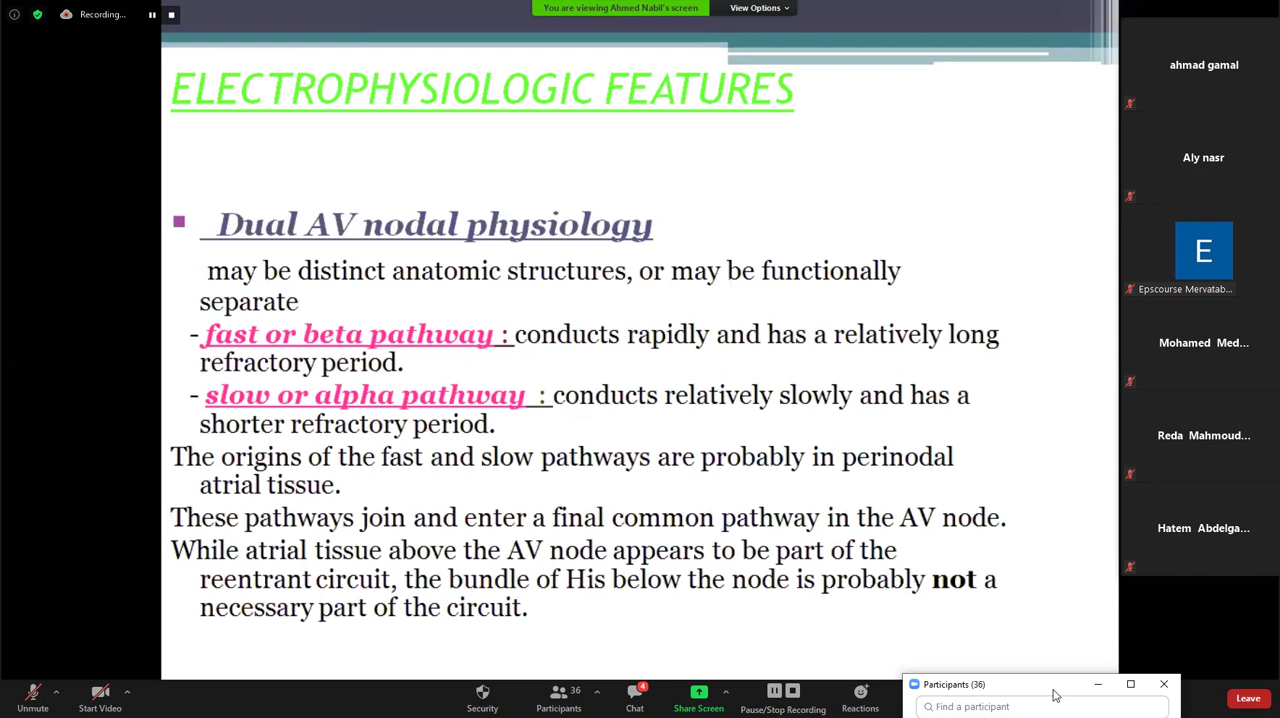 Recording...
You are viewing Ahmed Nabil's screen
View Options
ELECTROPHYSIOLOGIC FEATURES
Dual AV nodal physiology
may be distinct anatomic structures, or may be functionally
separate
- fast or beta pathway : conducts rapidly and has a relatively long
refractory period.
- slow or alpha pathway : conducts relatively slowly and has a
shorter refractory period.
The origins of the fast and slow pathways are probably in perinodal
atrial tissue.
These pathways join and enter a final common pathway in the AV node.
While atrial tissue above the AV node appears to be part of the
reentrant circuit, the bundle of His below the node is probably not a
necessary part of the circuit.
ahmad gamal
Aly nasr
E
Epscourse Mervatab...
Mohamed Med...
Reda Mahmoud...
Hatem Abdelga...
Participants (36)
Find a participant
Unmute
Start Video
Security
36
Participants
4
Chat
Share Screen
Pause/Stop Recording
Reactions
Leave